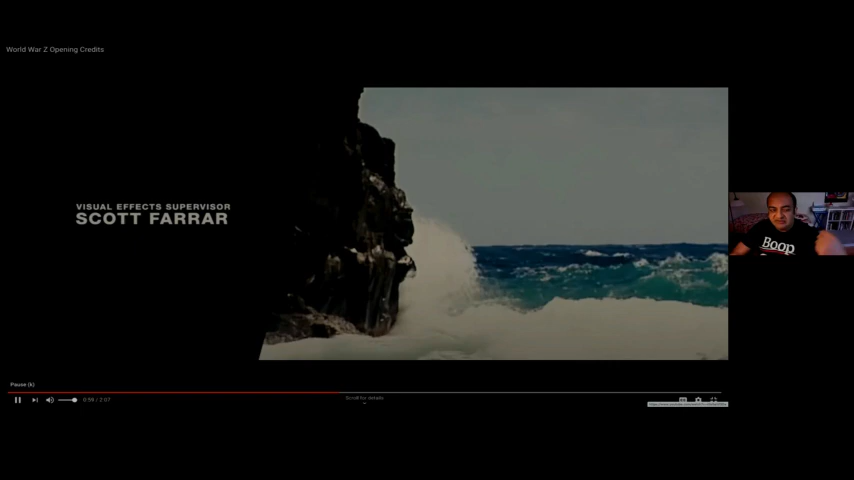 World War Z Opening Credits
VISUAL EFFECTS SUPERVISOR
SCOTT FARRAR
Boop
Pause (k)
0:59 / 2:07
Scroll for details